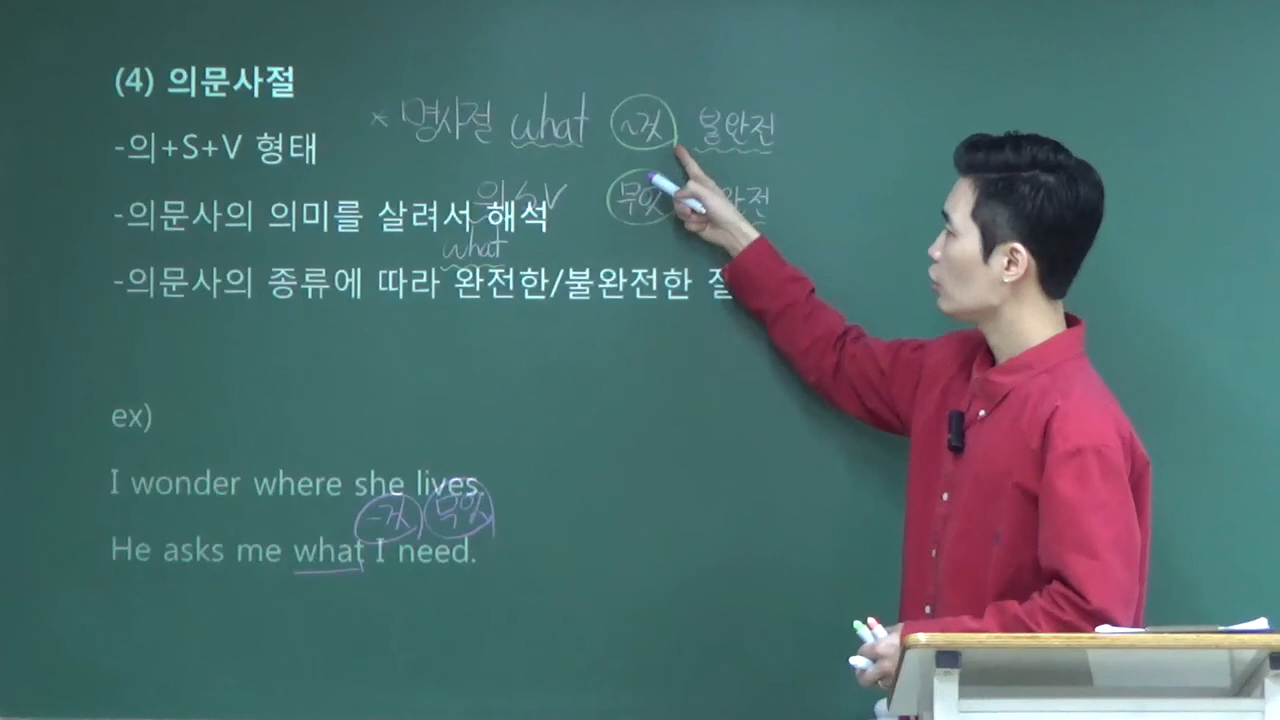 (4) 의문사절
* 명사절 what ~것 불완전
-의+S+V 형태
의 S V 무엇 완전
-의문사의 의미를 살려서 해석
what
-의문사의 종류에 따라 완전한/불완전한 절
ex)
I wonder where she lives
~것 무엇
He asks me what I need.